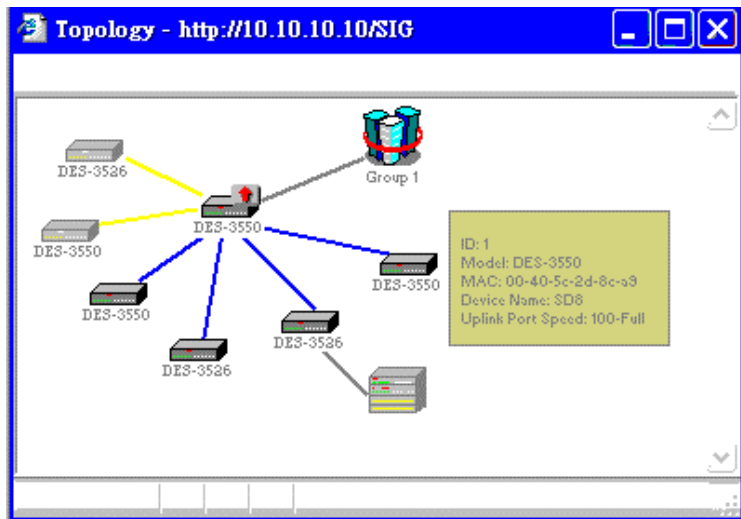 Topology - http://10.10.10.10/SIG
DES-3526
Group 1
DES-3550
DES-3550
ID: 1
Model: DES-3550
MAC: 00-40-5c-2d-8c-a9
Device Name: SD8
Uplink Port Speed: 100-Full
DES-3550
DES-3550
DES-3526
DES-3526